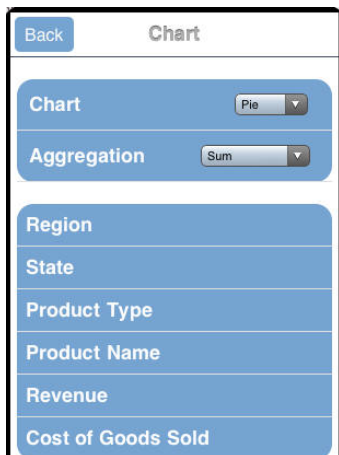 Back Chart
Chart Pie
Aggregation Sum
Region
State
Product Type
Product Name
Revenue
Cost of Goods Sold